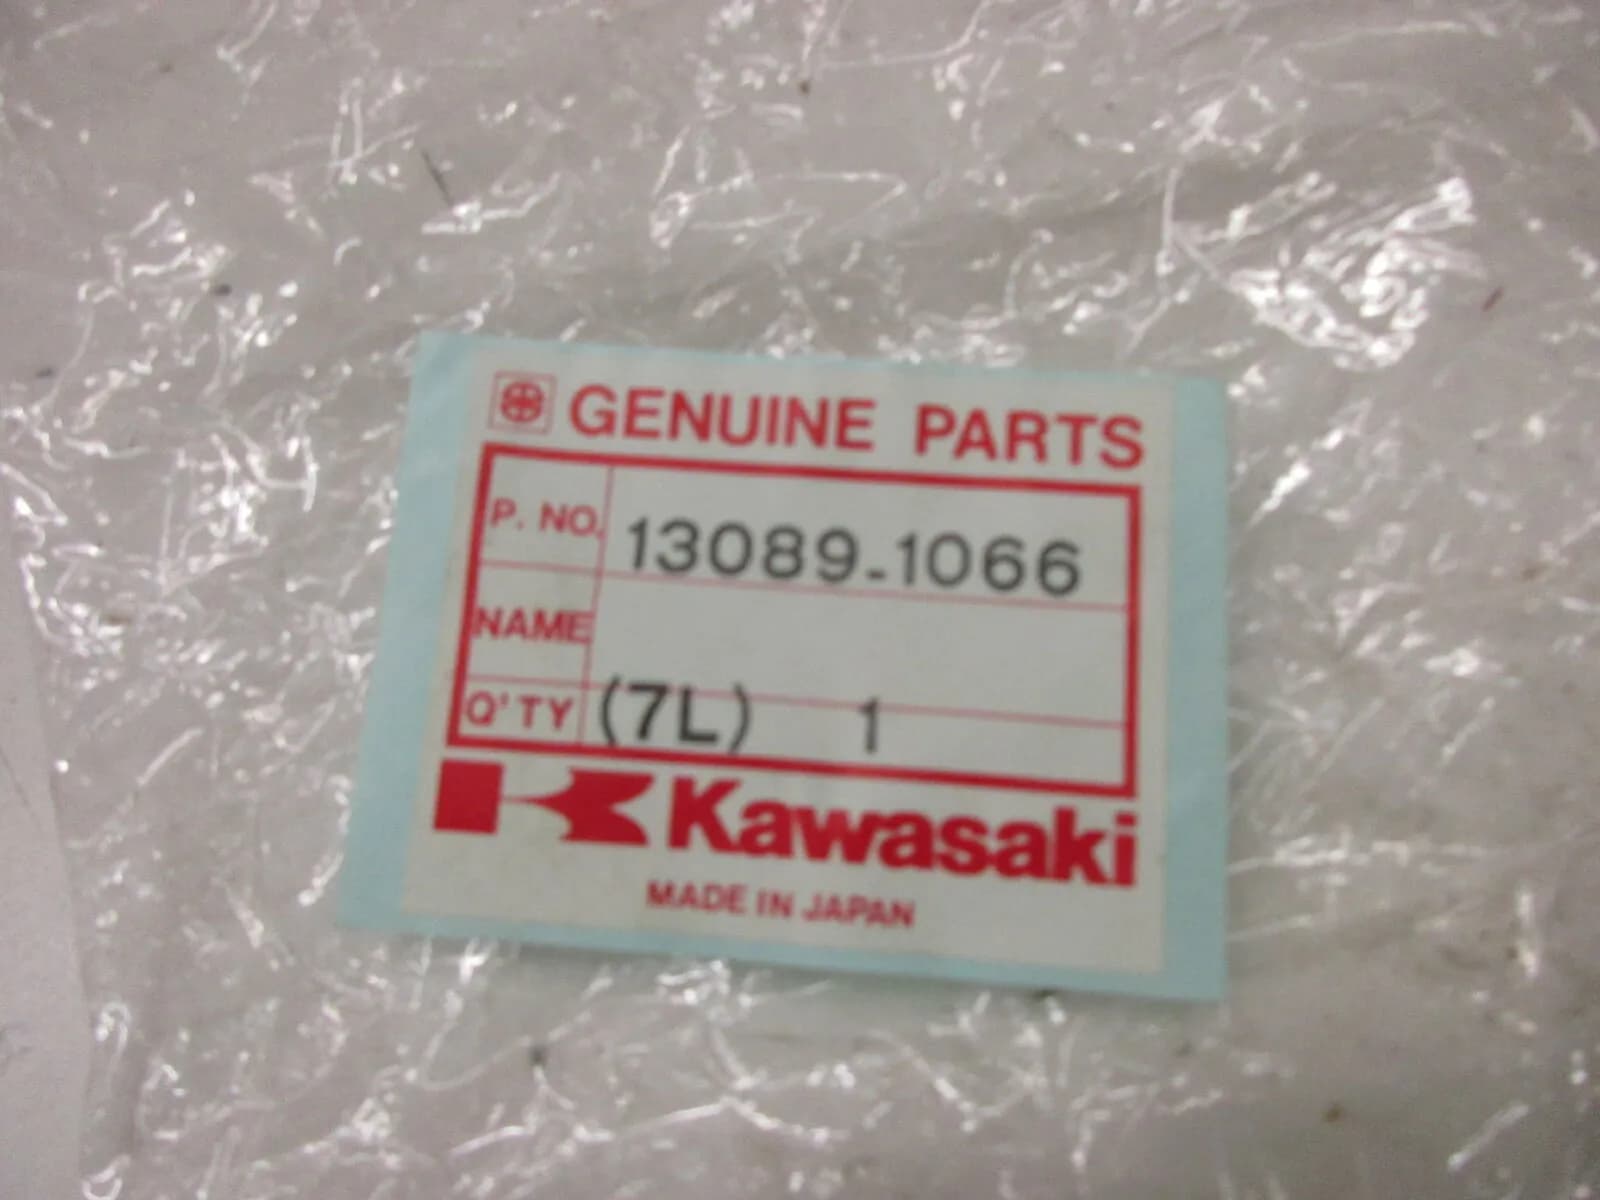 GENUINE PARTS
P. NO. 13089-1066
NAME
Q'TY (7L) 1
Kawasaki
MADE IN JAPAN